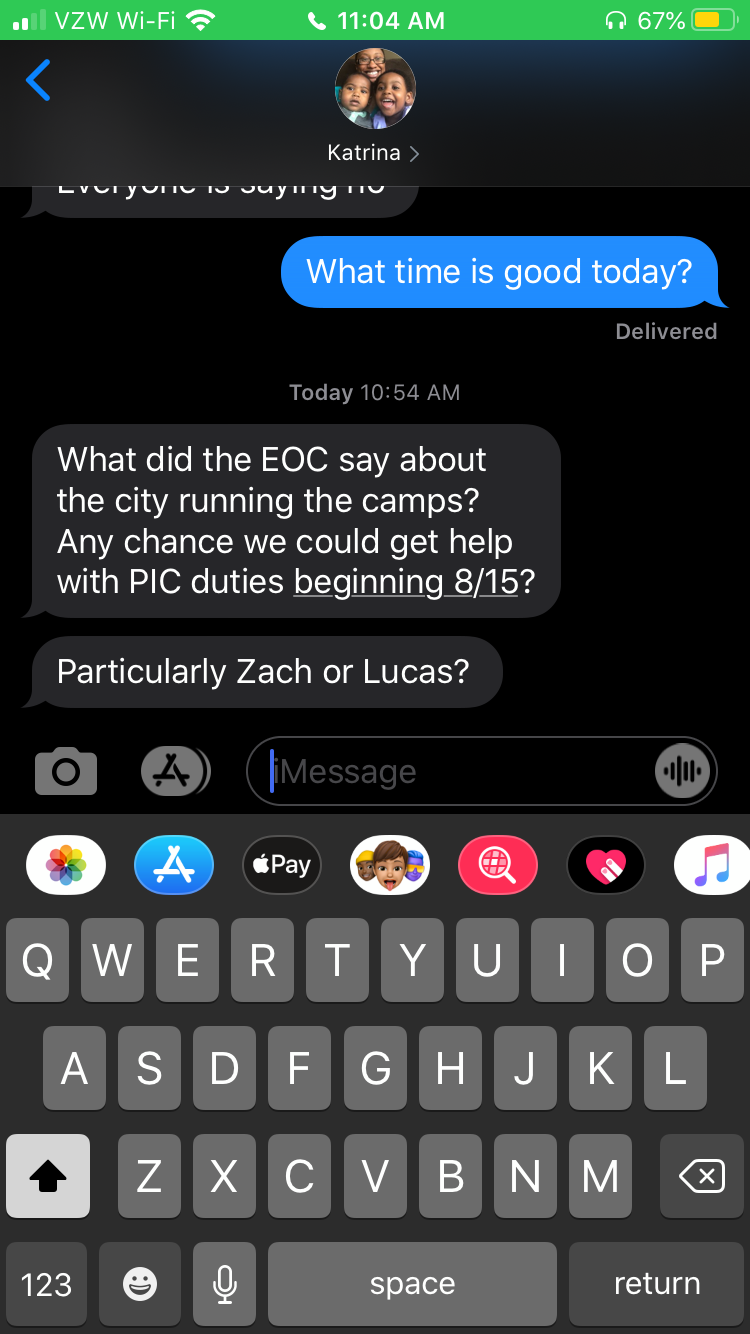 VZW Wi-Fi 11:04 AM 67%
Katrina
Everyone is saying no
What time is good today?
Delivered
Today 10:54 AM
What did the EOC say about
the city running the camps?
Any chance we could get help
with PIC duties beginning 8/15?
Particularly Zach or Lucas?
iMessage
Pay
Q W E R T Y U I O P
A S D F G H J K L
Z X C V B N M
123 space return